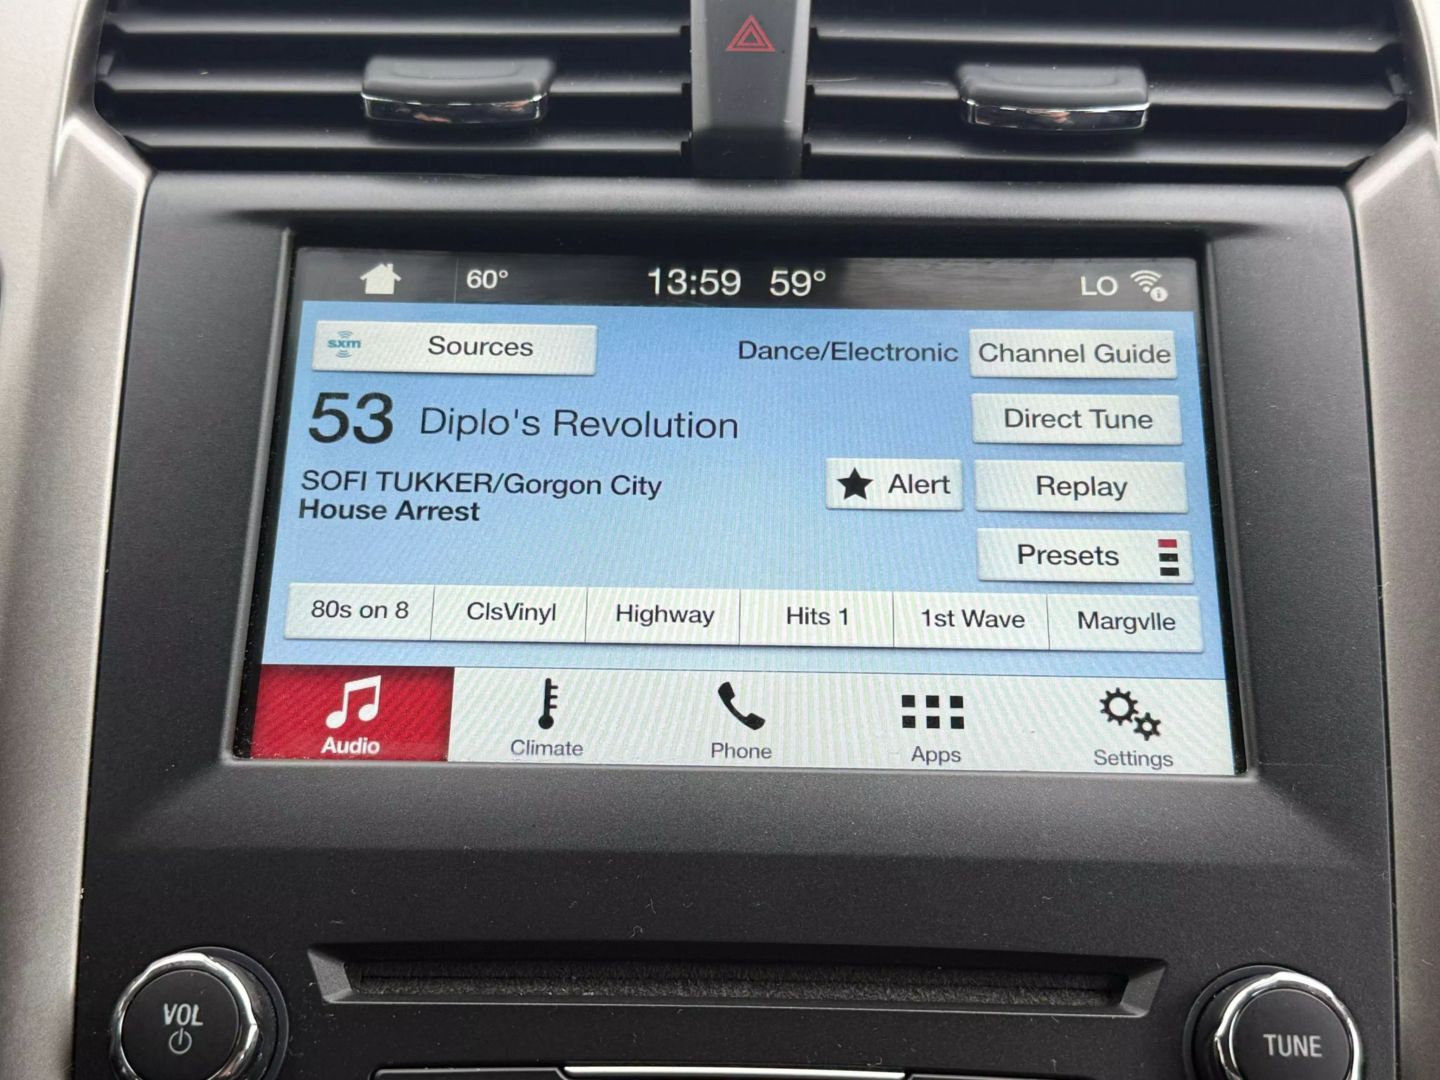 60° 13:59 59° LO
sxm Sources Dance/Electronic Channel Guide
53 Diplo's Revolution Direct Tune
SOFI TUKKER/Gorgon City Alert Replay
House Arrest
Presets
80s on 8 ClsVinyl Highway Hits 1 1st Wave Margvlle
Audio Climate Phone Apps Settings
VOL TUNE